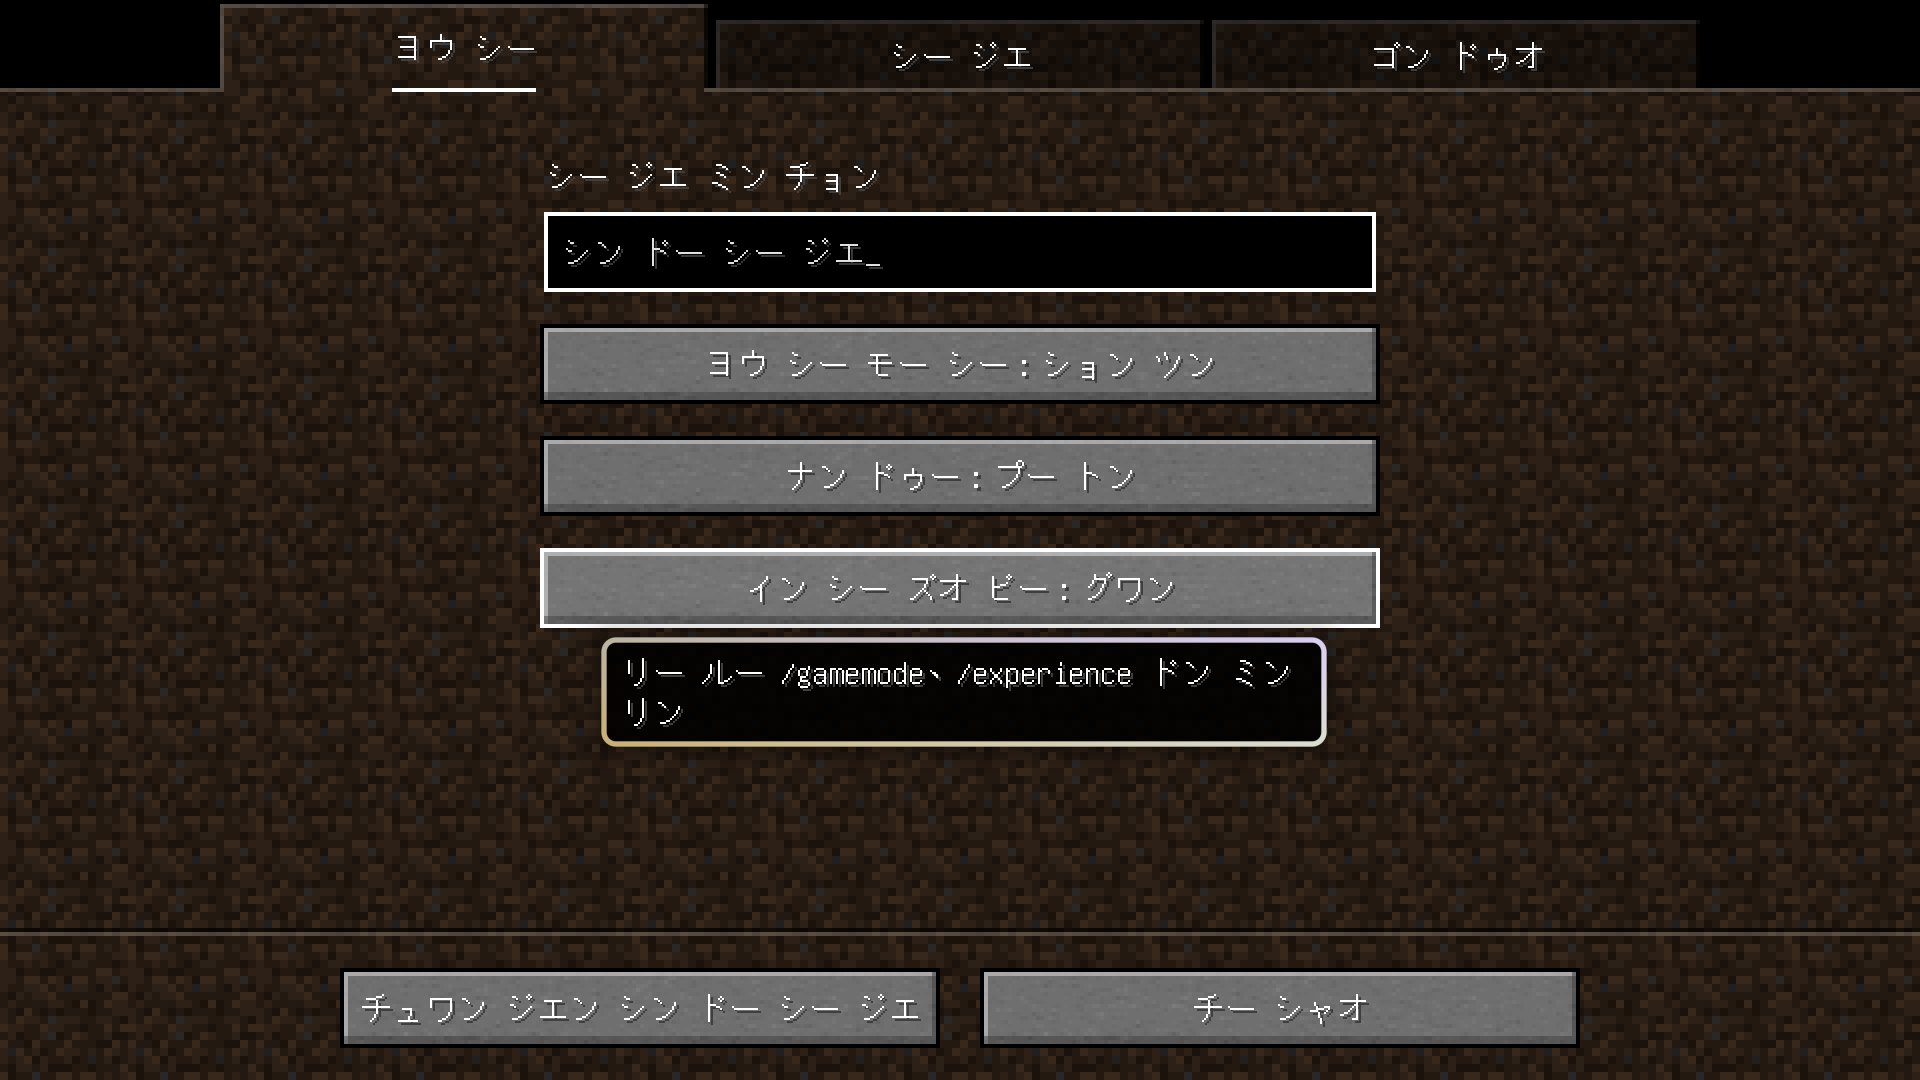 ヨウ シー
シー ジエ
ゴン ドゥオ
シー ジエ ミン チョン
シン ドー シー ジエ_
ヨウ シー モー シー：ション ツン
ナン ドゥー：プー トン
イン シー ズオ ビー：グワン
リー ルー /gamemode、/experience ドン ミン
リン
チュワン ジエン シン ドー シー ジエ
チー シャオ